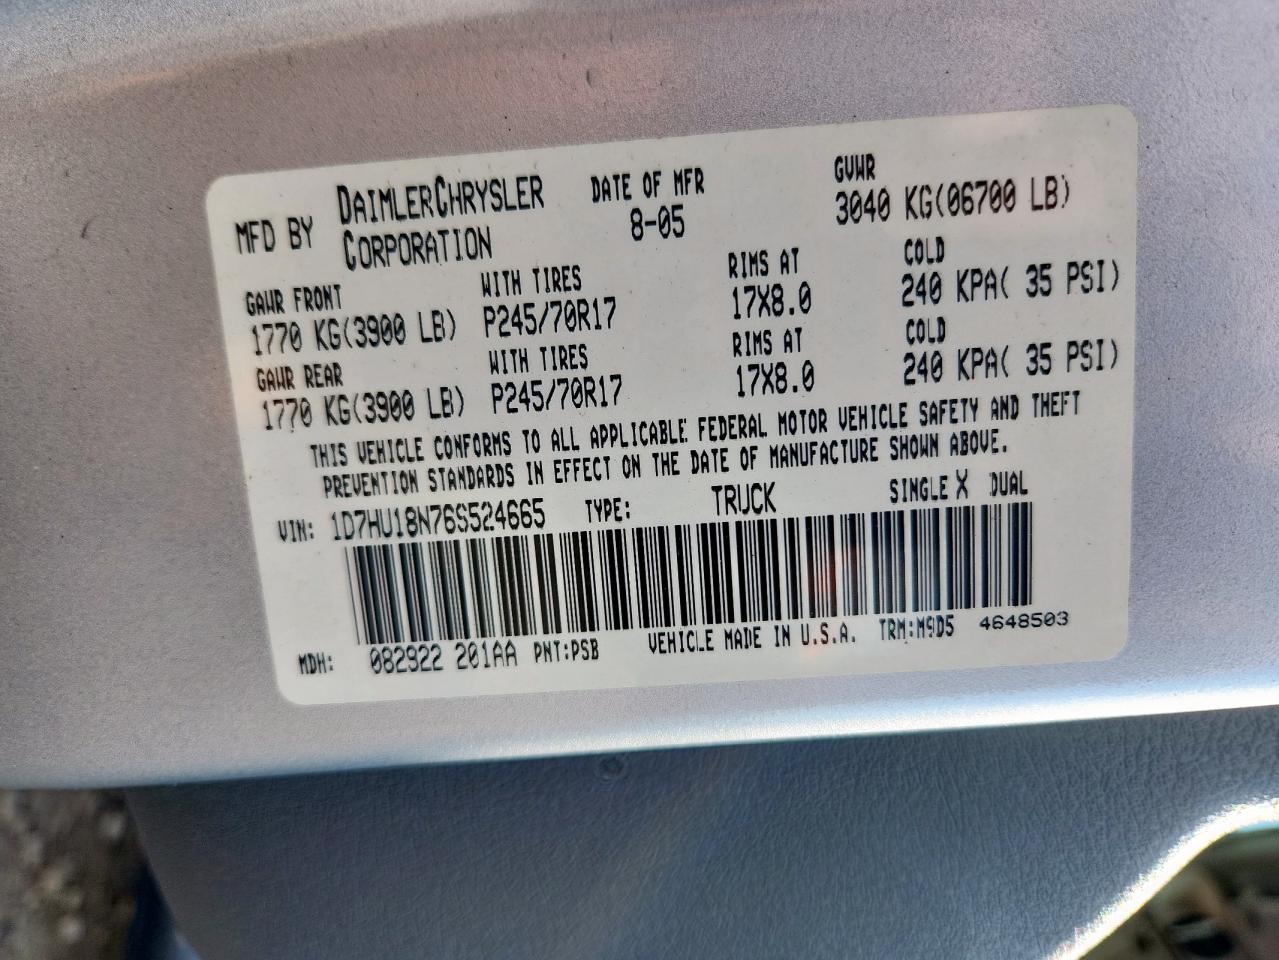 MFD BY DAIMLERCHRYSLER CORPORATION DATE OF MFR 8-05 GVWR 3040 KG(06700 LB)
GAWR FRONT WITH TIRES RIMS AT COLD
1770 KG(3900 LB) P245/70R17 17X8.0 240 KPA( 35 PSI)
GAWR REAR WITH TIRES RIMS AT COLD
1770 KG(3900 LB) P245/70R17 17X8.0 240 KPA( 35 PSI)
THIS VEHICLE CONFORMS TO ALL APPLICABLE FEDERAL MOTOR VEHICLE SAFETY AND THEFT
PREVENTION STANDARDS IN EFFECT ON THE DATE OF MANUFACTURE SHOWN ABOVE.
VIN: 1D7HU18N76S524665 TYPE: TRUCK SINGLE X DUAL
MDH: 082922 201AA PNT:PSB VEHICLE MADE IN U.S.A. TRM:M9D5 4648503